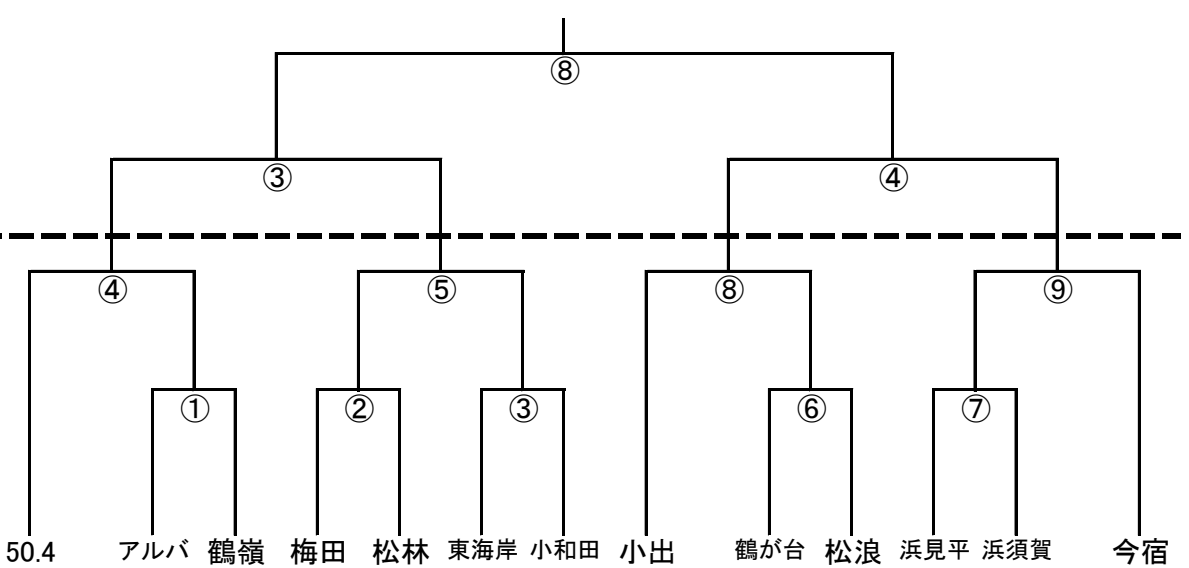 ⑧
③ ④
④ ⑤ ⑧ ⑨
① ② ③ ⑥ ⑦
50.4 アルバ 鶴嶺 梅田 松林 東海岸 小和田 小出 鶴が台 松浪 浜見平 浜須賀 今宿